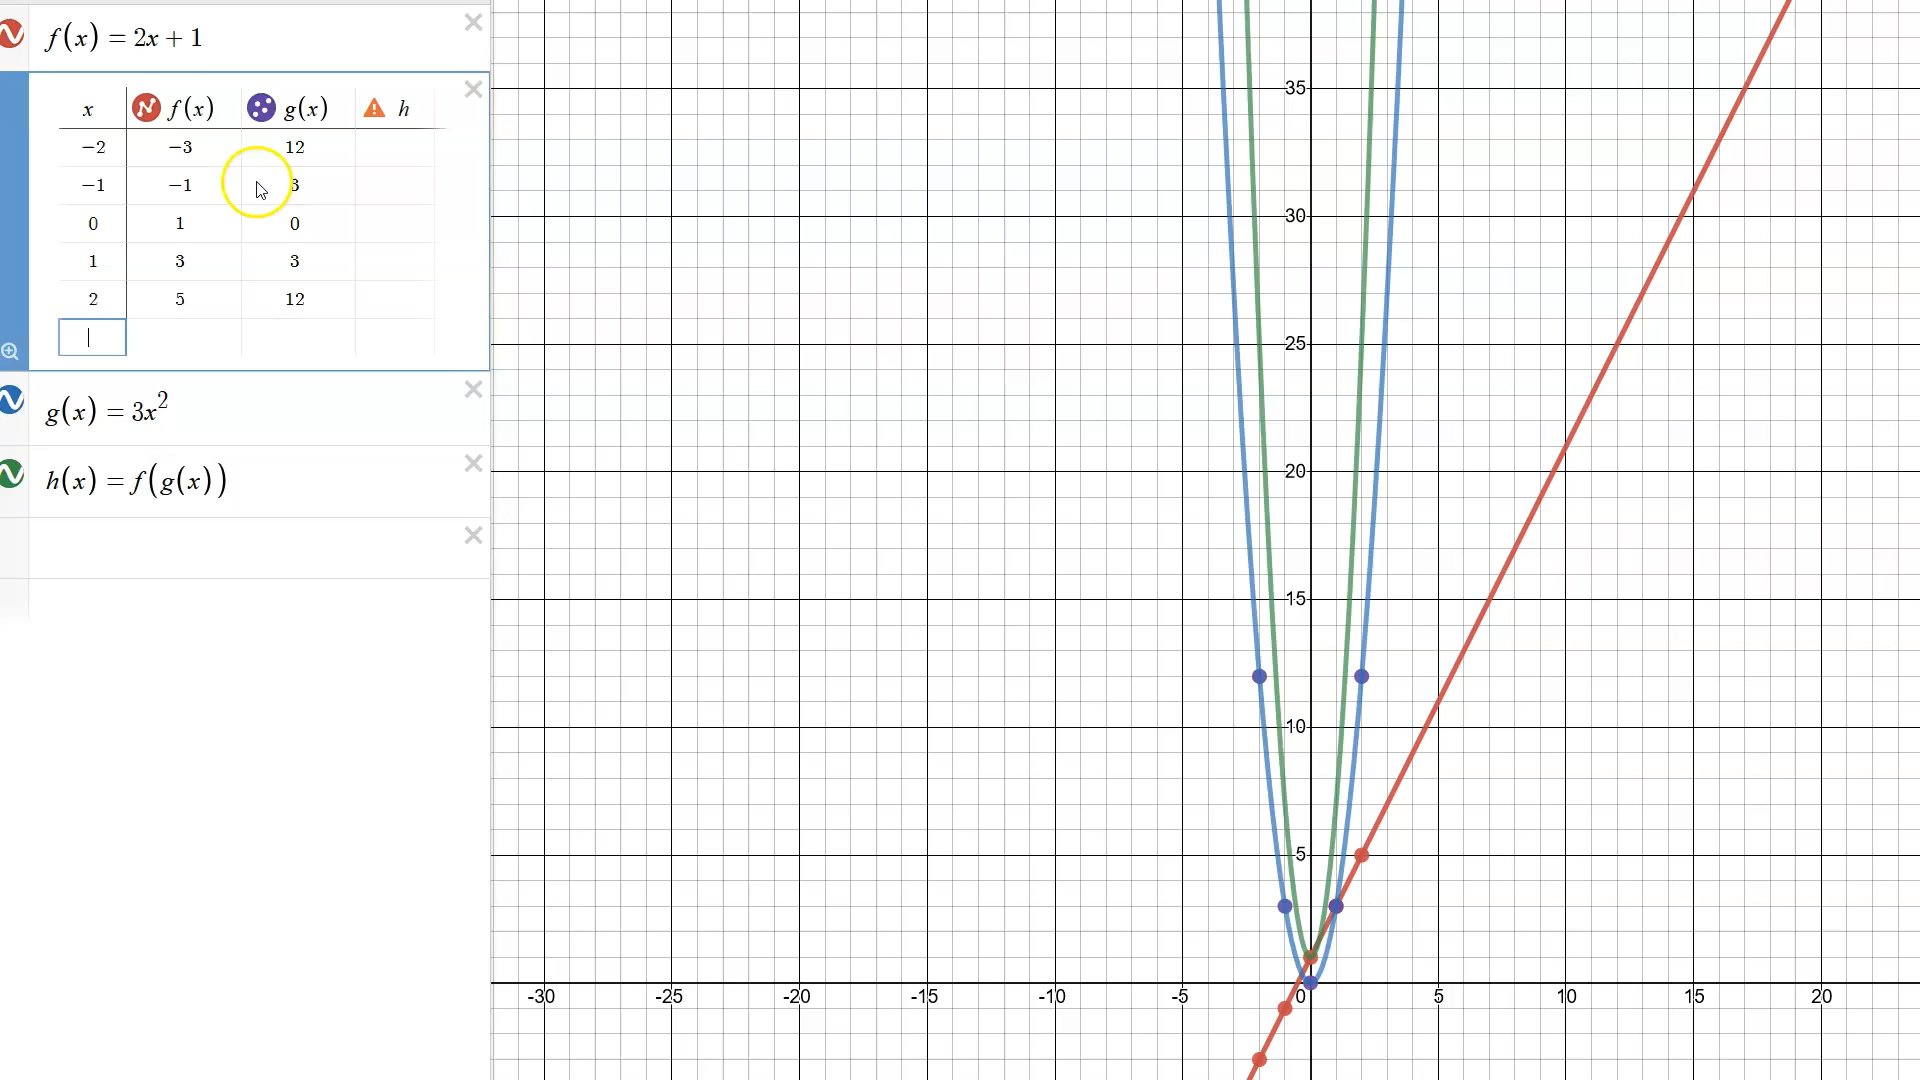 f(x) = 2x + 1
x f(x) g(x) h
−2 −3 12
−1 −1 3
0 1 0
1 3 3
2 5 12
g(x) = 3x²
h(x) = f(g(x))
35
30
25
20
15
10
5
-30 -25 -20 -15 -10 -5 0 5 10 15 20